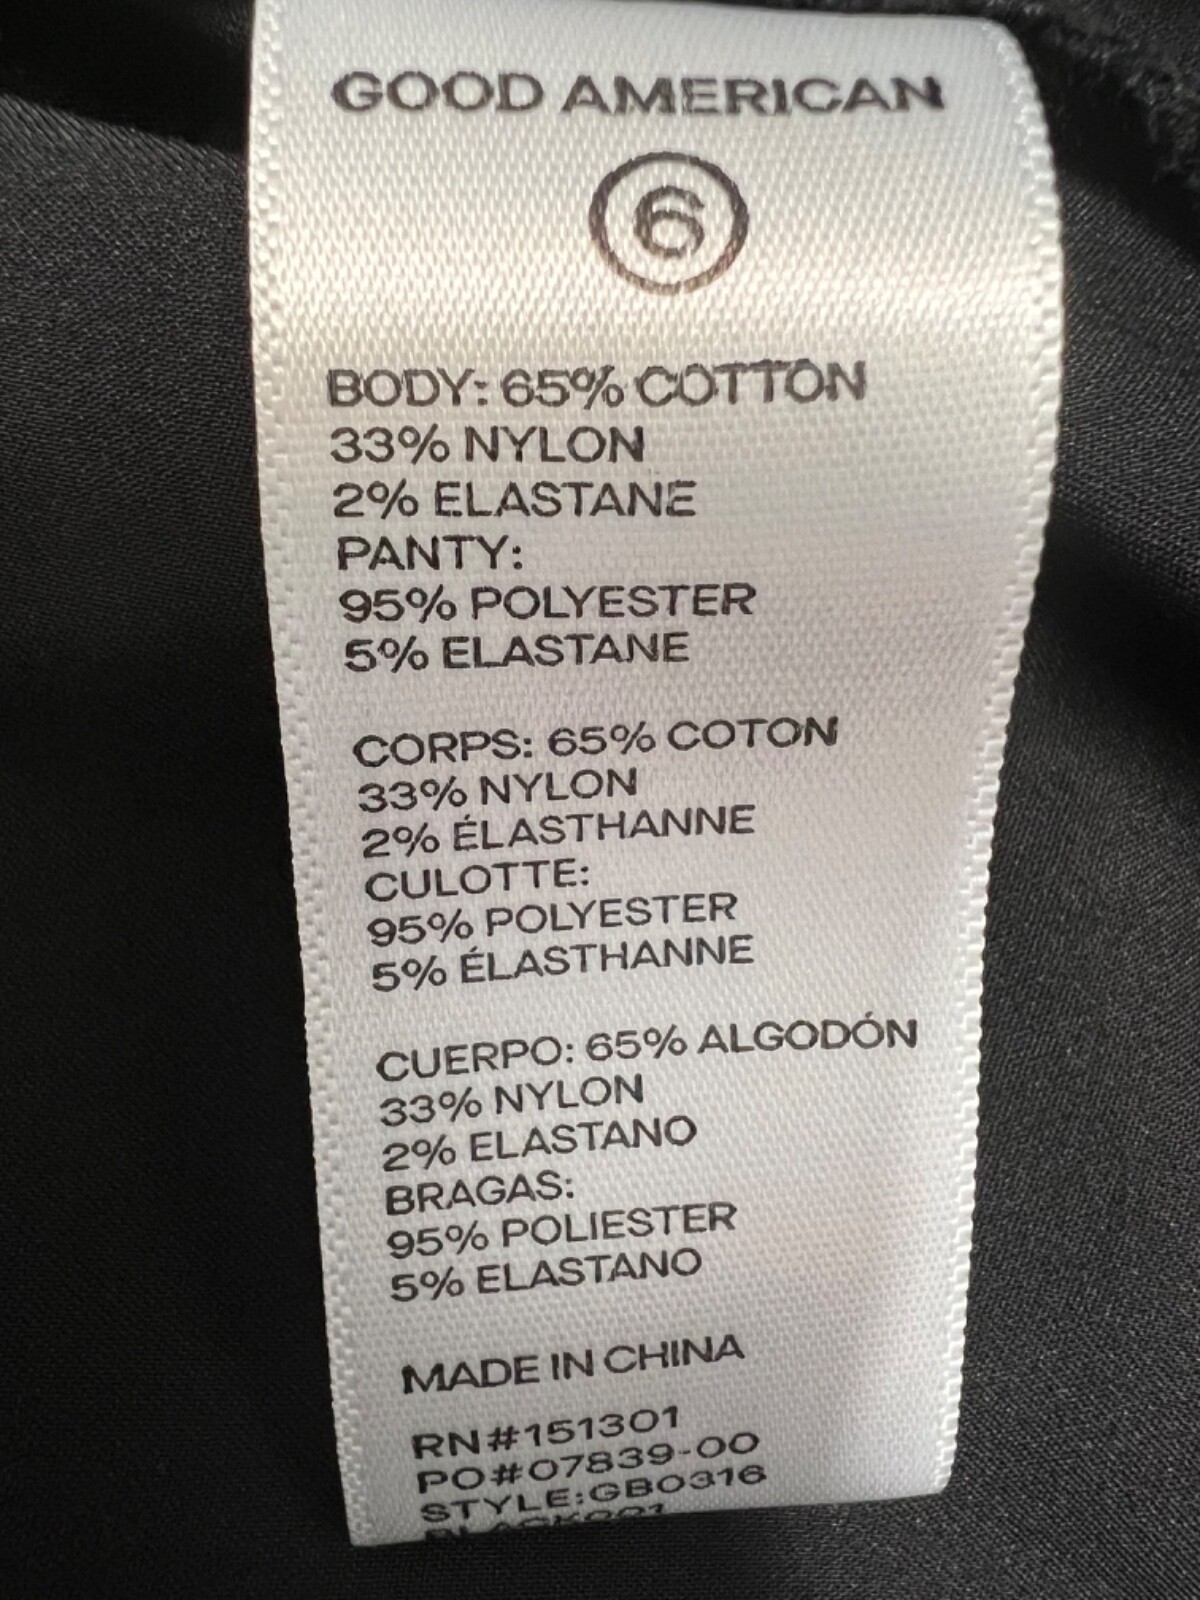 GOOD AMERICAN
6
BODY: 65% COTTON
33% NYLON
2% ELASTANE
PANTY:
95% POLYESTER
5% ELASTANE
CORPS: 65% COTON
33% NYLON
2% ÉLASTHANNE
CULOTTE:
95% POLYESTER
5% ÉLASTHANNE
CUERPO: 65% ALGODÓN
33% NYLON
2% ELASTANO
BRAGAS:
95% POLIESTER
5% ELASTANO
MADE IN CHINA
RN#151301
PO#07839-00
STYLE:GB0316
BLACK001